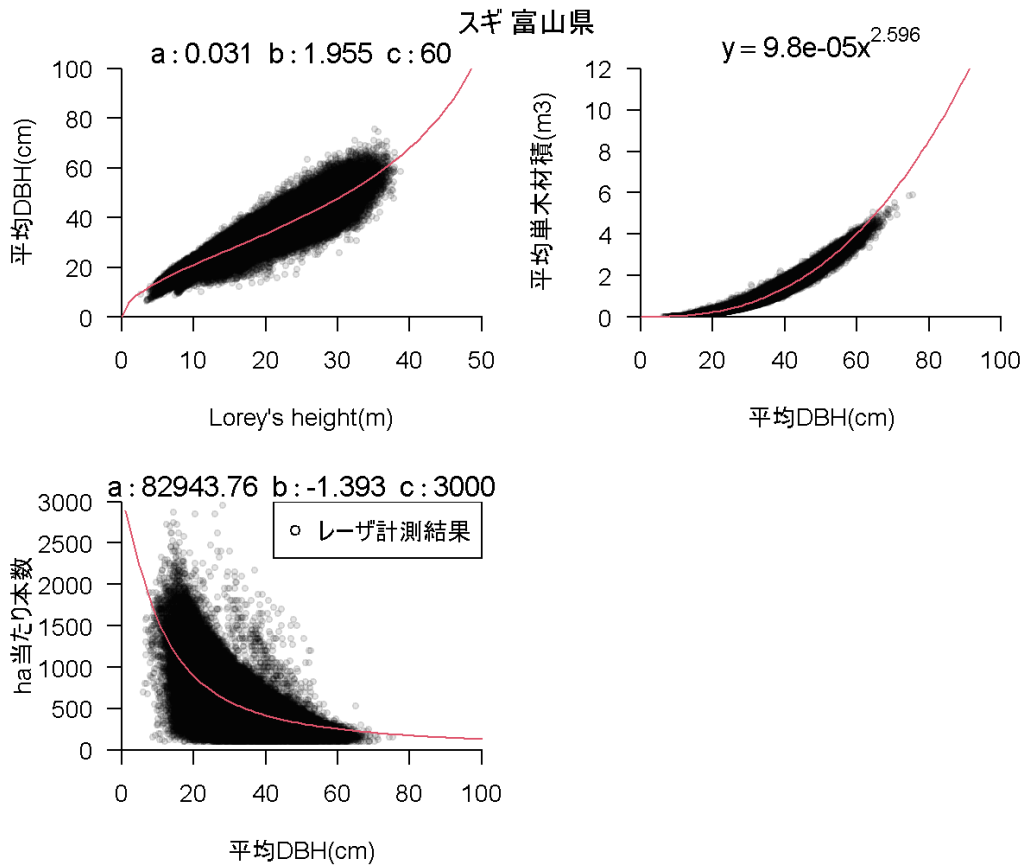 スギ 富山県
a : 0.031 b : 1.955 c : 60
平均DBH(cm)
100
80
60
40
20
0
0 10 20 30 40 50
Lorey's height(m)
y = 9.8e-05x^2.596
平均単木材積(m3)
12
10
8
6
4
2
0
0 20 40 60 80 100
平均DBH(cm)
a : 82943.76 b : -1.393 c : 3000
ha当たり本数
3000
2500
2000
1500
1000
500
0
レーザ計測結果
0 20 40 60 80 100
平均DBH(cm)